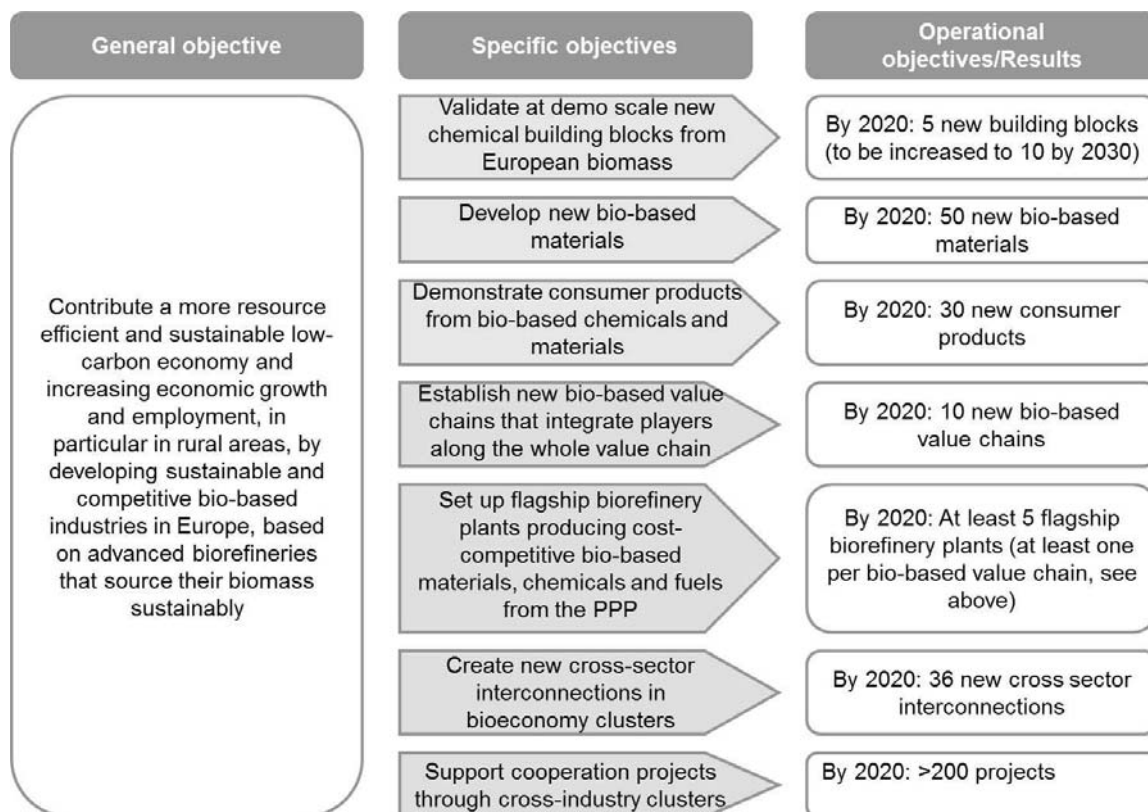 General objective
Specific objectives
Operational
objectives/Results
Contribute a more resource
efficient and sustainable low-
carbon economy and
increasing economic growth
and employment, in
particular in rural areas, by
developing sustainable and
competitive bio-based
industries in Europe, based
on advanced biorefineries
that source their biomass
sustainably
Validate at demo scale new
chemical building blocks from
European biomass
By 2020: 5 new building blocks
(to be increased to 10 by 2030)
Develop new bio-based
materials
By 2020: 50 new bio-based
materials
Demonstrate consumer products
from bio-based chemicals and
materials
By 2020: 30 new consumer
products
Establish new bio-based value
chains that integrate players
along the whole value chain
By 2020: 10 new bio-based
value chains
Set up flagship biorefinery
plants producing cost-
competitive bio-based
materials, chemicals and fuels
from the PPP
By 2020: At least 5 flagship
biorefinery plants (at least one
per bio-based value chain, see
above)
Create new cross-sector
interconnections in
bioeconomy clusters
By 2020: 36 new cross sector
interconnections
Support cooperation projects
through cross-industry clusters
By 2020: >200 projects